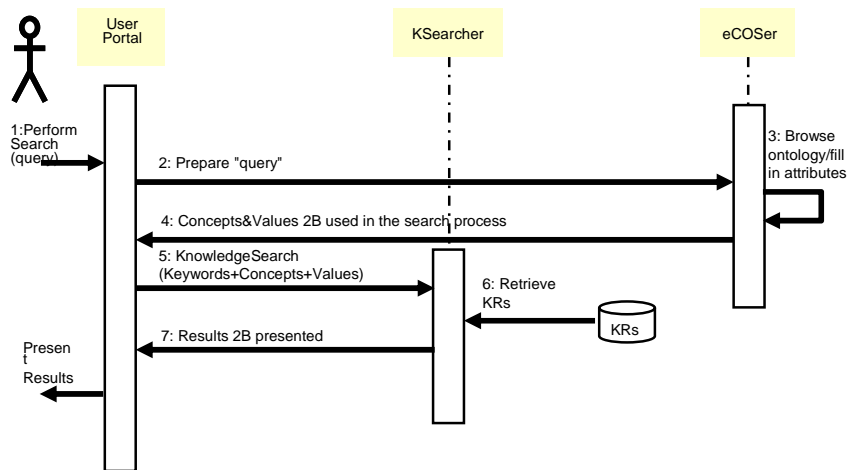 User
Portal
KSearcher
eCOSer
1:Perform
Search
(query)
2: Prepare "query"
3: Browse
ontology/fill
in attributes
4: Concepts&Values 2B used in the search process
5: KnowledgeSearch
(Keywords+Concepts+Values)
6: Retrieve
KRs
KRs
7: Results 2B presented
Presen
t
Results